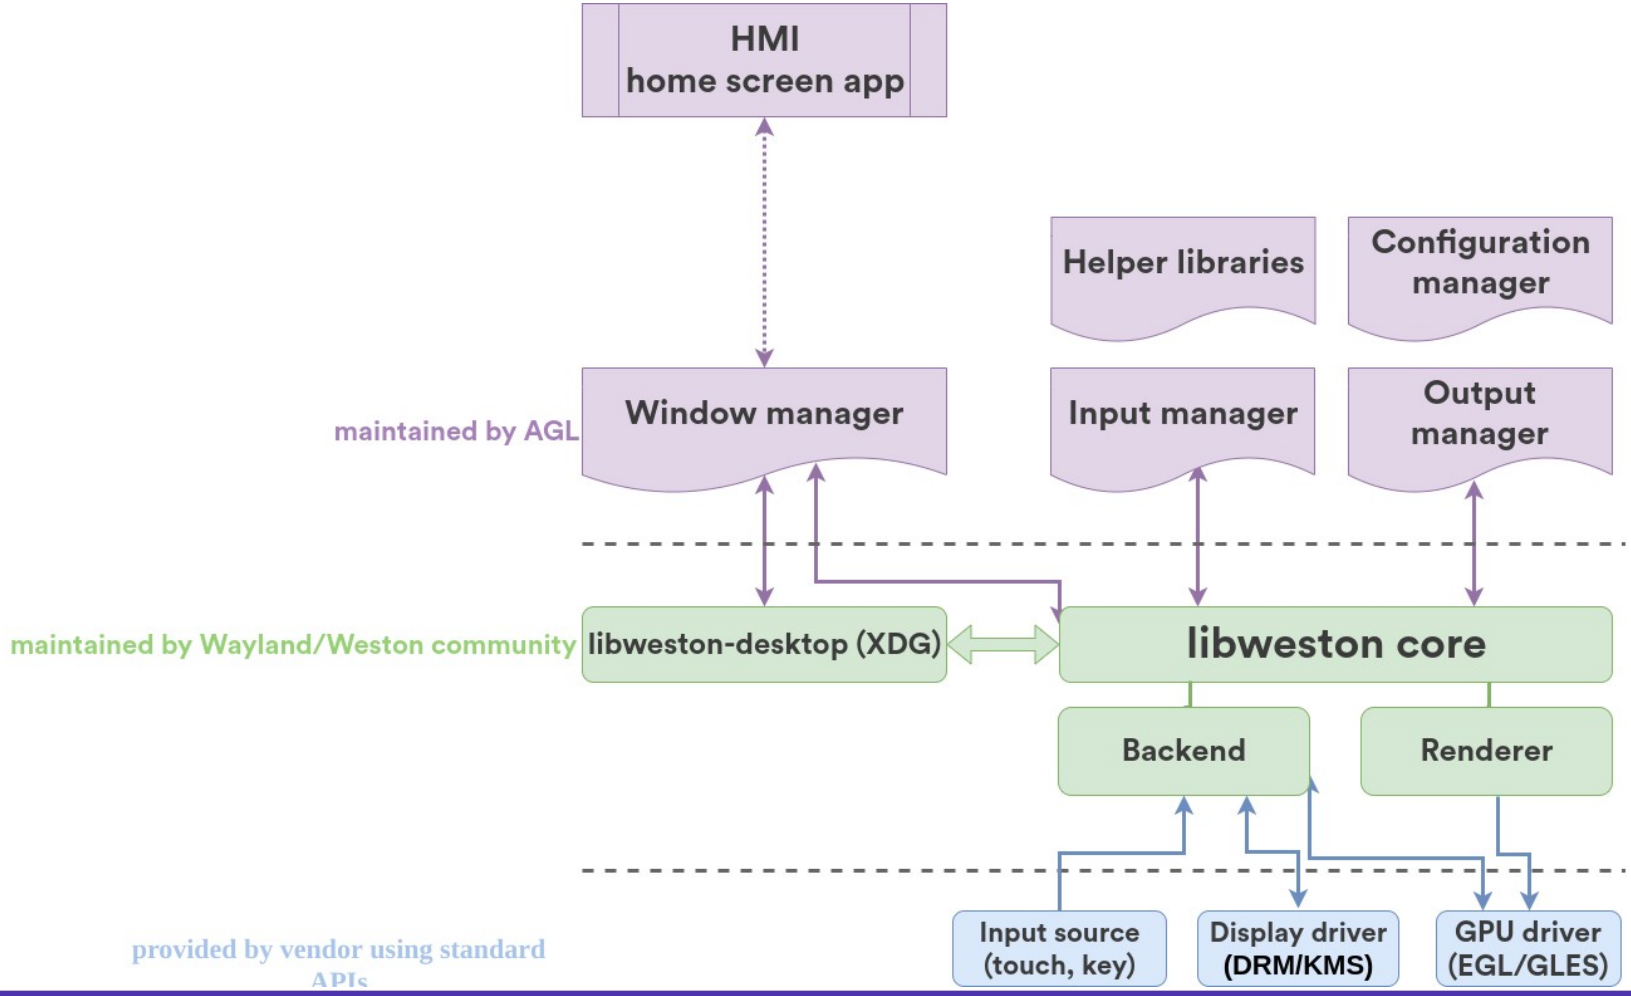 HMI
home screen app
Helper libraries
Configuration
manager
maintained by AGL
Window manager
Input manager
Output
manager
maintained by Wayland/Weston community
libweston-desktop (XDG)
libweston core
Backend
Renderer
provided by vendor using standard
APIs
Input source
(touch, key)
Display driver
(DRM/KMS)
GPU driver
(EGL/GLES)